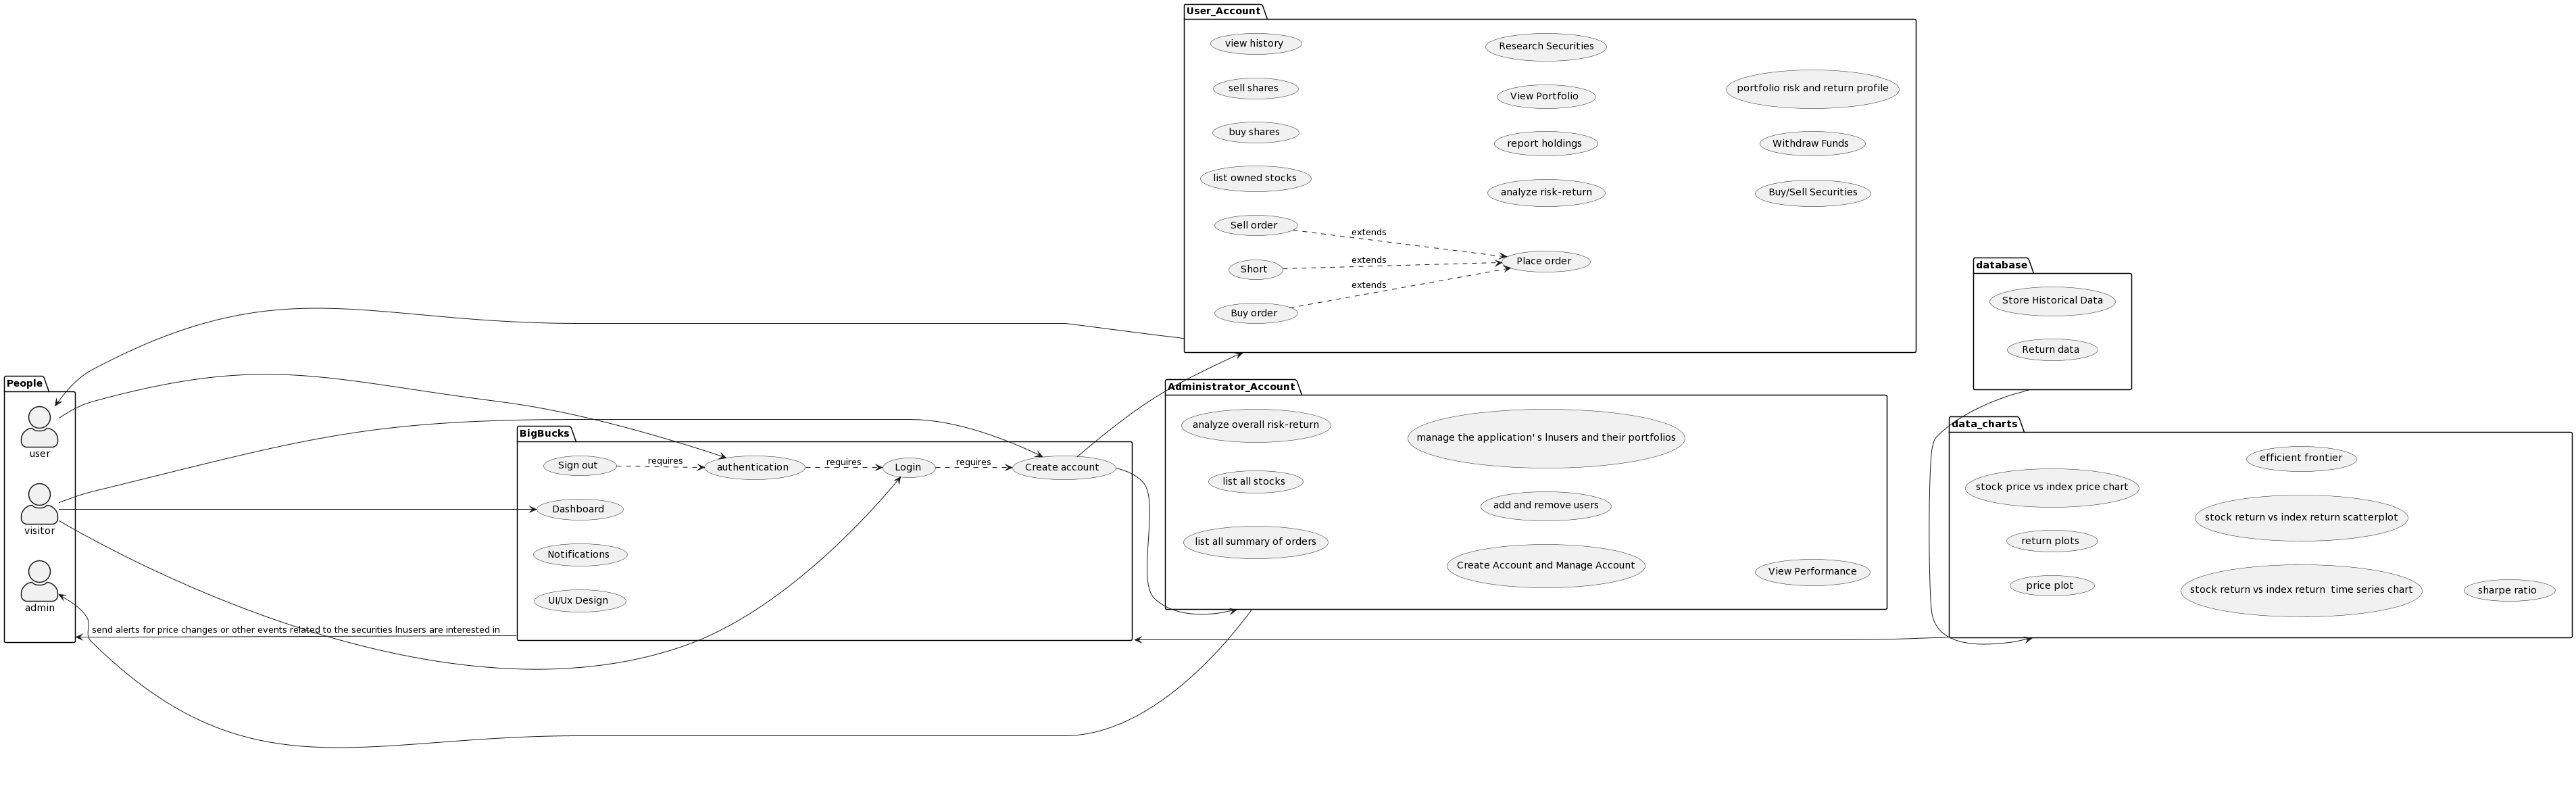 User_Account
view history
sell shares
buy shares
list owned stocks
Sell order
Short
Buy order
extends
extends
extends
Research Securities
View Portfolio
report holdings
analyze risk-return
Place order
portfolio risk and return profile
Withdraw Funds
Buy/Sell Securities
database
Store Historical Data
Return data
People
user
visitor
admin
send alerts for price changes or other events related to the securities lnusers are interested in
BigBucks
Sign out
requires
authentication
requires
Login
requires
Create account
Dashboard
Notifications
UI/Ux Design
Administrator_Account
analyze overall risk-return
list all stocks
list all summary of orders
manage the application' s lnusers and their portfolios
add and remove users
Create Account and Manage Account
View Performance
data_charts
stock price vs index price chart
return plots
price plot
efficient frontier
stock return vs index return scatterplot
stock return vs index return  time series chart
sharpe ratio